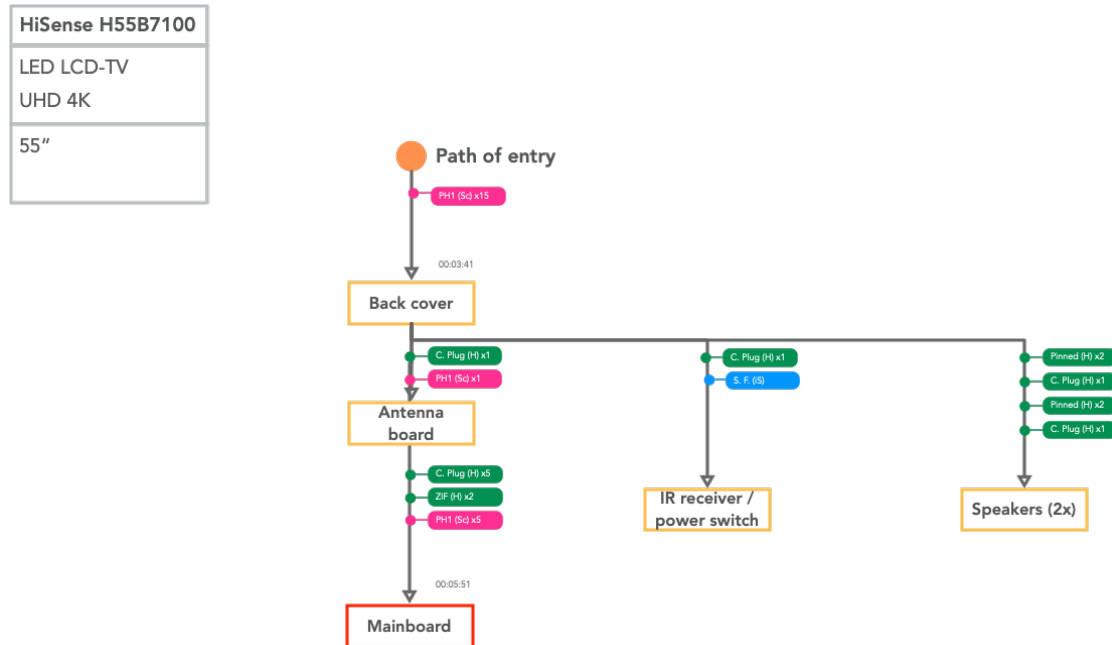 HiSense H55B7100
LED LCD-TV
UHD 4K
55”
Path of entry
PH1 (Sc) x15
00:03:41
Back cover
C. Plug (H) x1
PH1 (Sc) x1
Antenna
board
C. Plug (H) x5
ZIF (H) x2
PH1 (Sc) x5
00:05:51
Mainboard
C. Plug (H) x1
S. F. (iS)
IR receiver /
power switch
Pinned (H) x2
C. Plug (H) x1
Pinned (H) x2
C. Plug (H) x1
Speakers (2x)